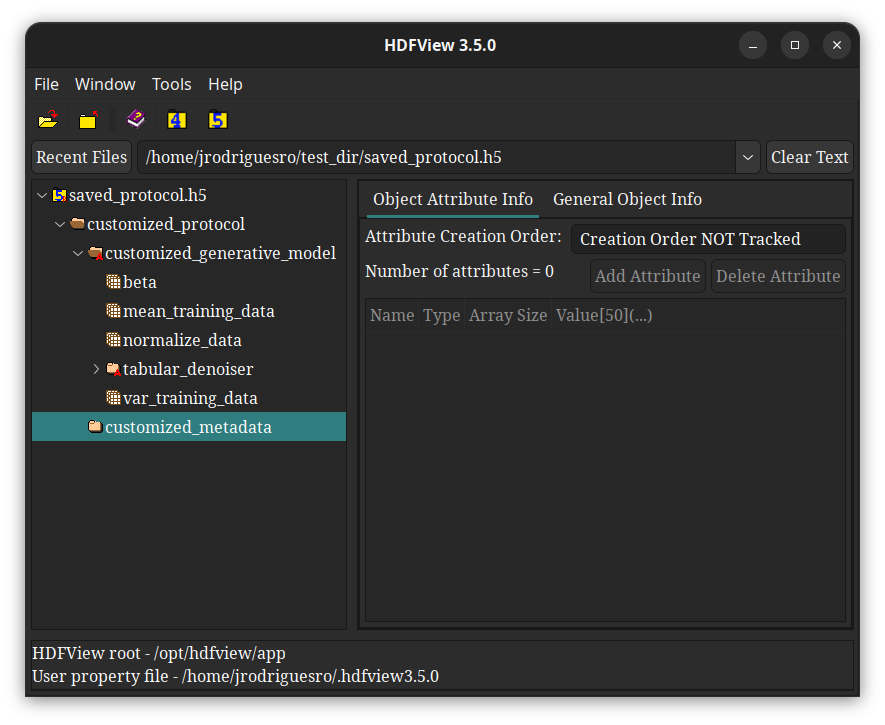 HDFView 3.5.0
File Window Tools Help
4 5
Recent Files /home/jrodriguesro/test_dir/saved_protocol.h5 Clear Text
5 saved_protocol.h5
customized_protocol
customized_generative_model
beta
mean_training_data
normalize_data
tabular_denoiser
var_training_data
customized_metadata
Object Attribute Info General Object Info
Attribute Creation Order: Creation Order NOT Tracked
Number of attributes = 0 Add Attribute Delete Attribute
Name Type Array Size Value[50](...)
HDFView root - /opt/hdfview/app
User property file - /home/jrodriguesro/.hdfview3.5.0